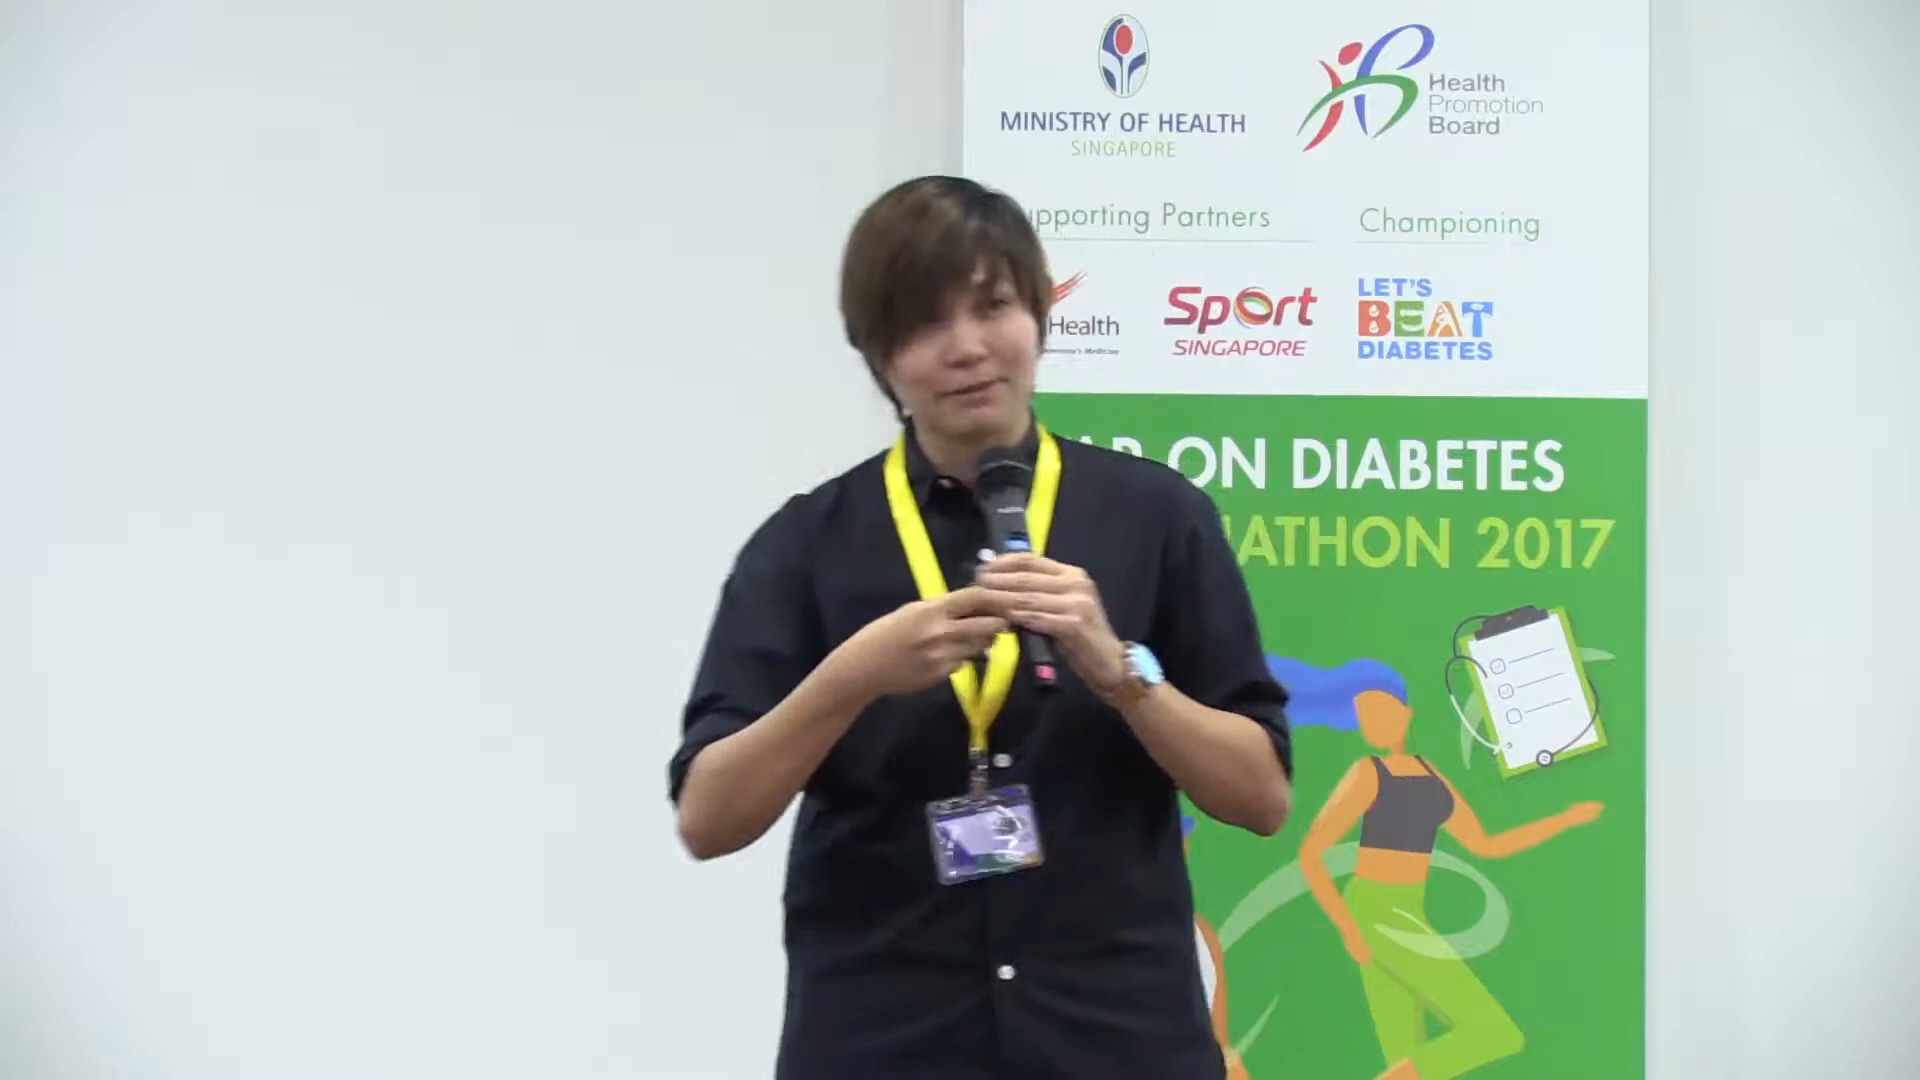 MINISTRY OF HEALTH
SINGAPORE
Health
Promotion
Board
upporting Partners
Championing
Health
Sport
SINGAPORE
LET'S
BEAT
DIABETES
ON DIABETES
ATHON 2017